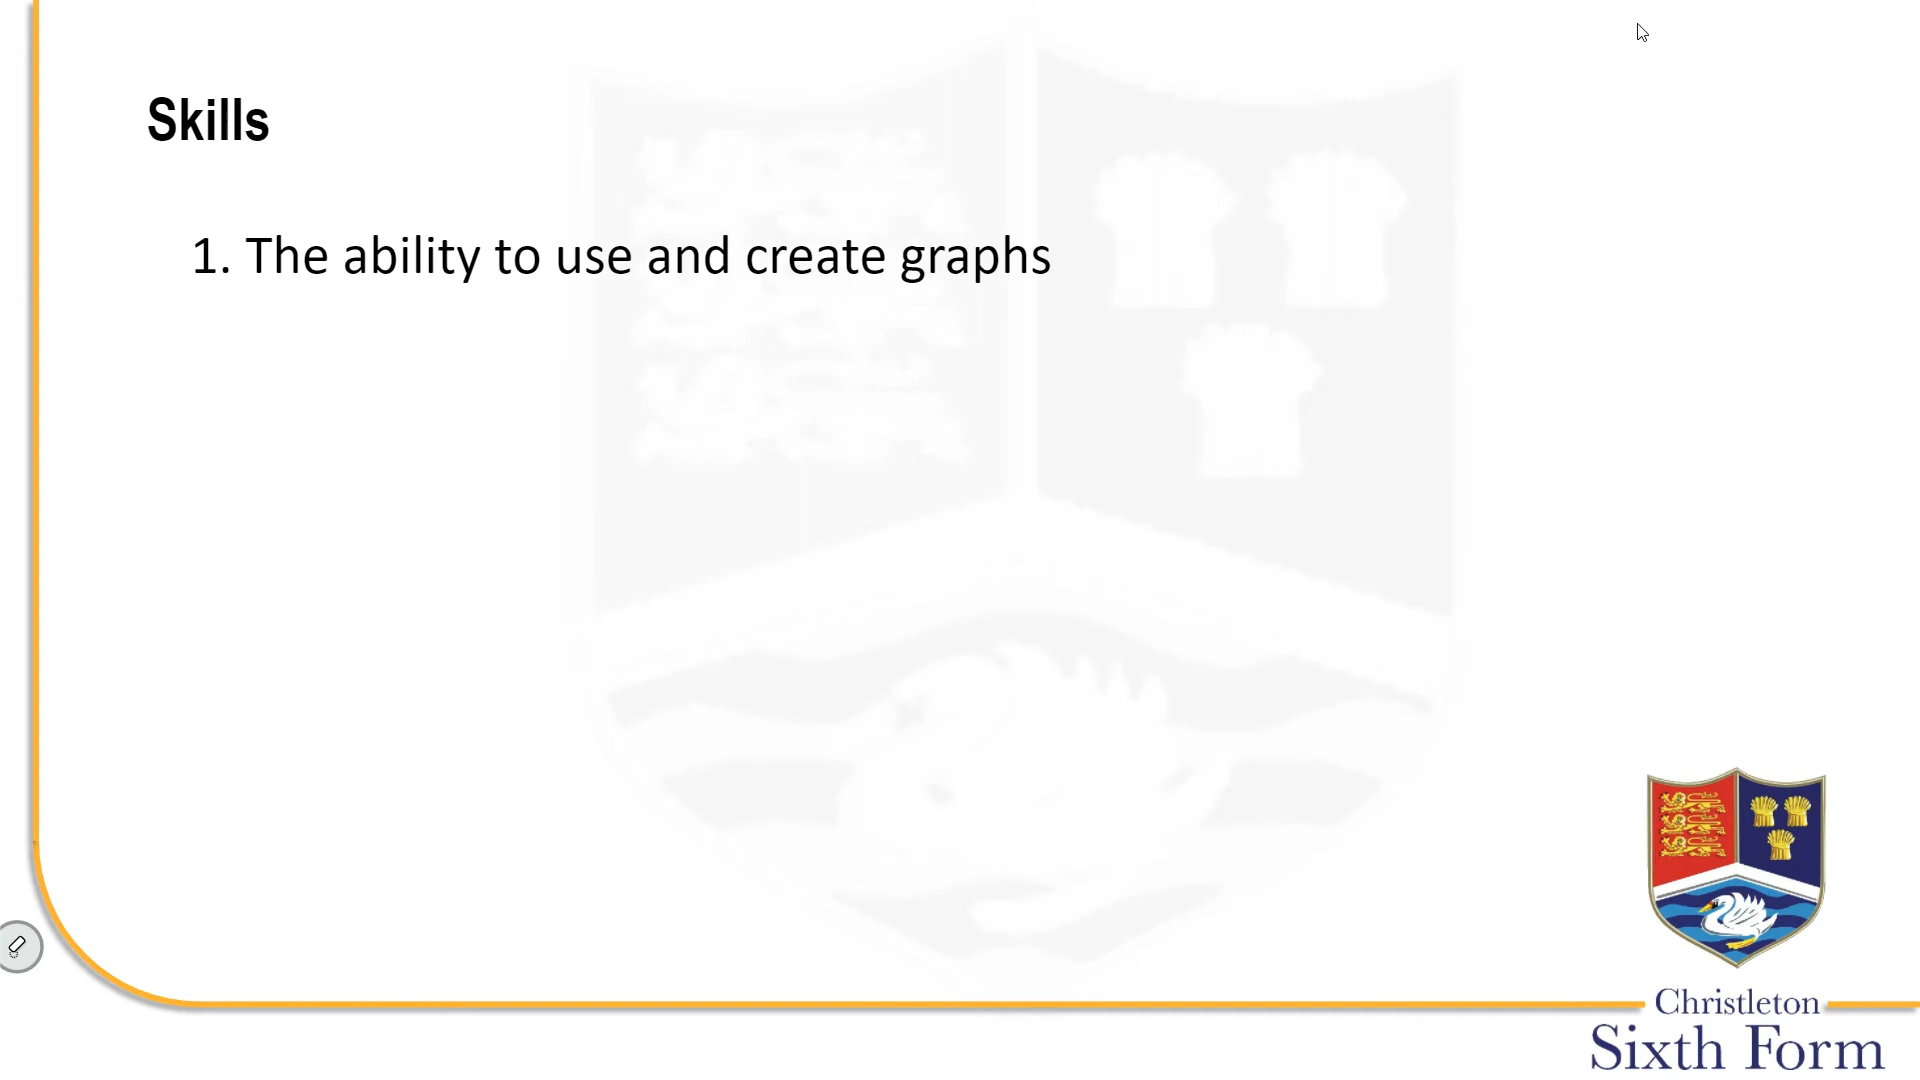 Skills
1. The ability to use and create graphs
Christleton
Sixth Form